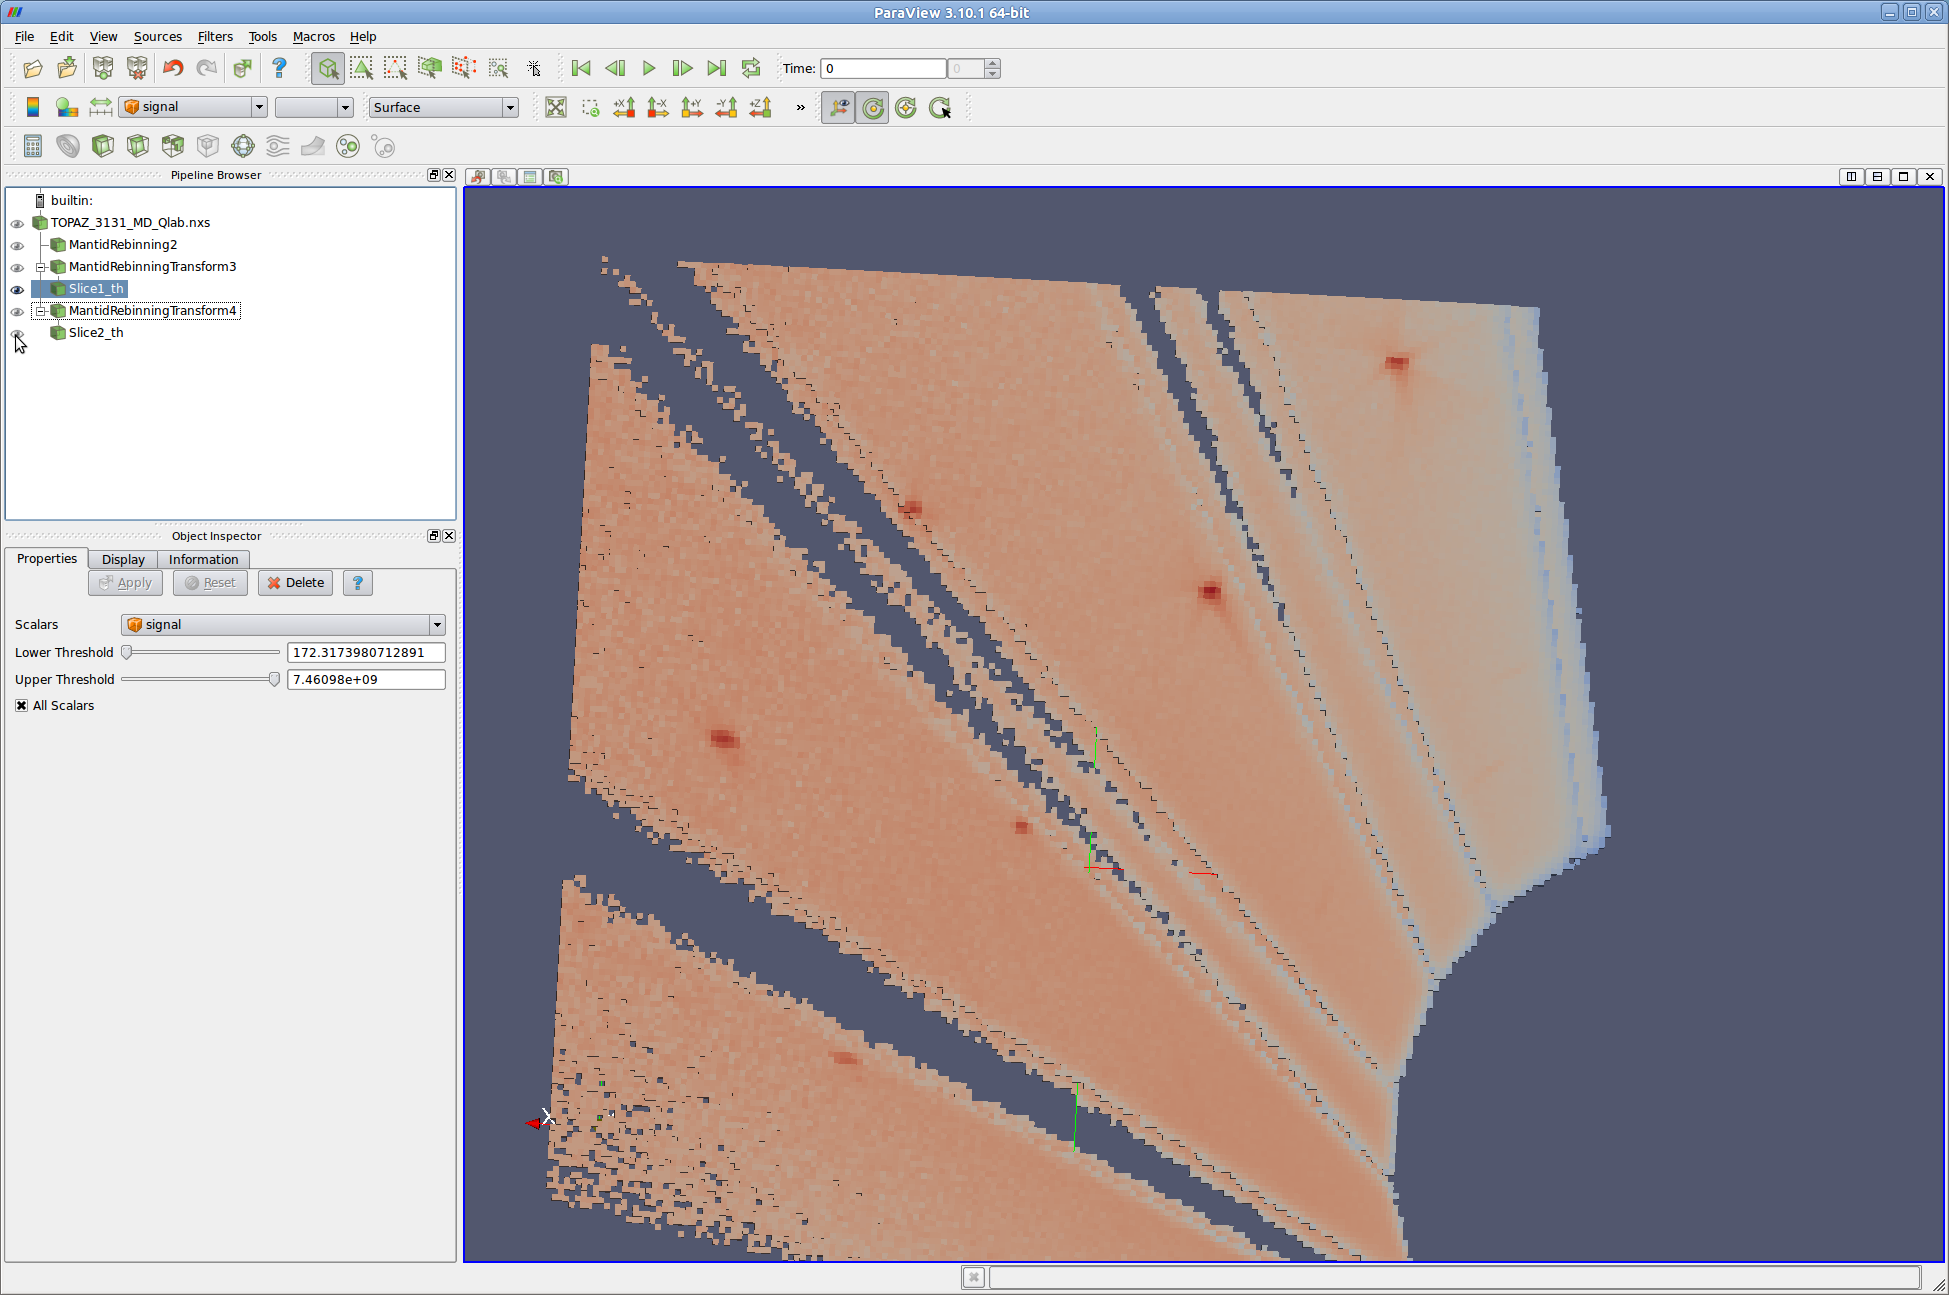 ParaView 3.10.1 64-bit
File Edit View Sources Filters Tools Macros Help
Time: 0 0
signal Surface +X -X +Y -Y +Z »
Pipeline Browser
builtin:
TOPAZ_3131_MD_Qlab.nxs
MantidRebinning2
MantidRebinningTransform3
Slice1_th
MantidRebinningTransform4
Slice2_th
Object Inspector
Properties Display Information
Apply Reset Delete ?
Scalars signal
Lower Threshold 172.3173980712891
Upper Threshold 7.46098e+09
All Scalars
X